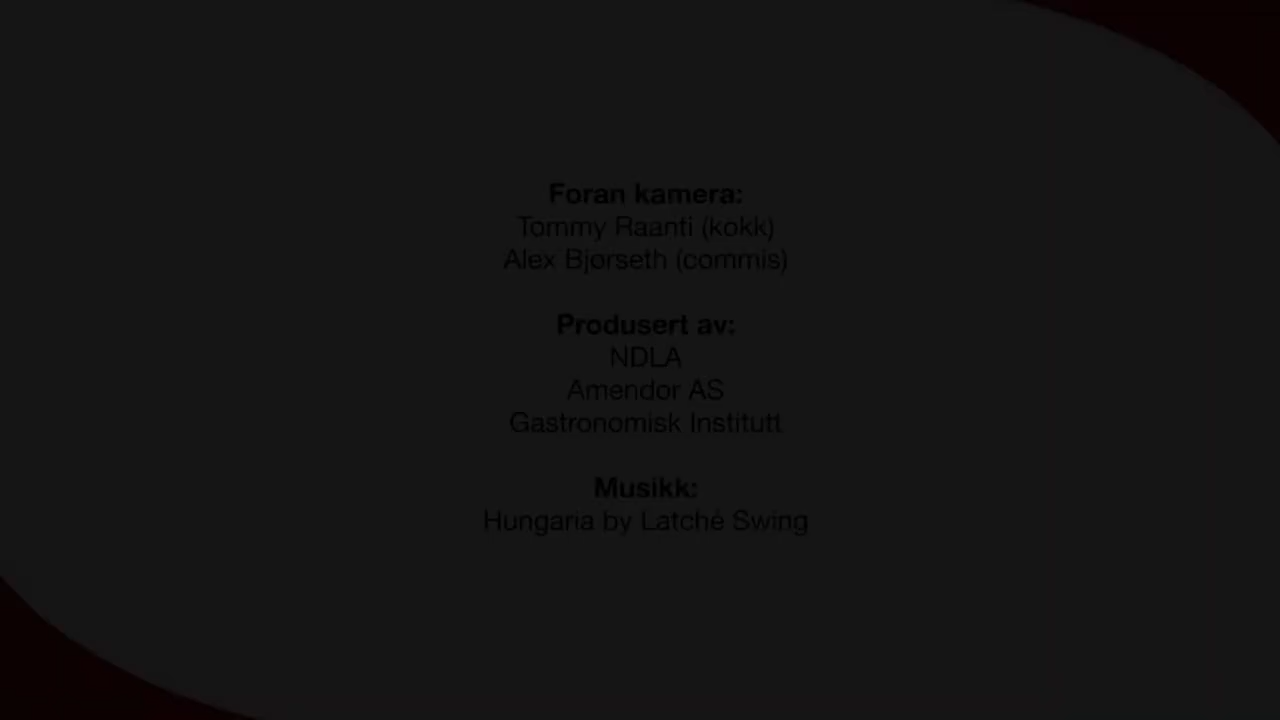 Foran kamera:
Tommy Raanti (kokk)
Alex Bjørseth (commis)
Produsert av:
NDLA
Amendor AS
Gastronomisk Institutt
Musikk:
Hungaria by Latché Swing